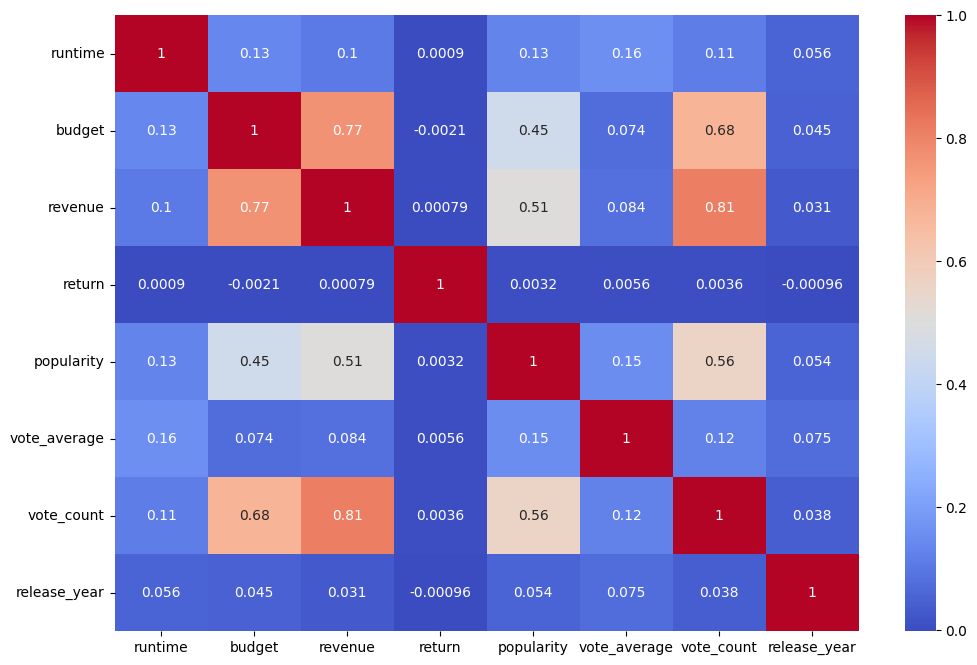 runtime 1 0.13 0.1 0.0009 0.13 0.16 0.11 0.056
budget 0.13 1 0.77 -0.0021 0.45 0.074 0.68 0.045
revenue 0.1 0.77 1 0.00079 0.51 0.084 0.81 0.031
return 0.0009 -0.0021 0.00079 1 0.0032 0.0056 0.0036 -0.00096
popularity 0.13 0.45 0.51 0.0032 1 0.15 0.56 0.054
vote_average 0.16 0.074 0.084 0.0056 0.15 1 0.12 0.075
vote_count 0.11 0.68 0.81 0.0036 0.56 0.12 1 0.038
release_year 0.056 0.045 0.031 -0.00096 0.054 0.075 0.038 1
runtime budget revenue return popularity vote_average vote_count release_year
1.0
0.8
0.6
0.4
0.2
0.0